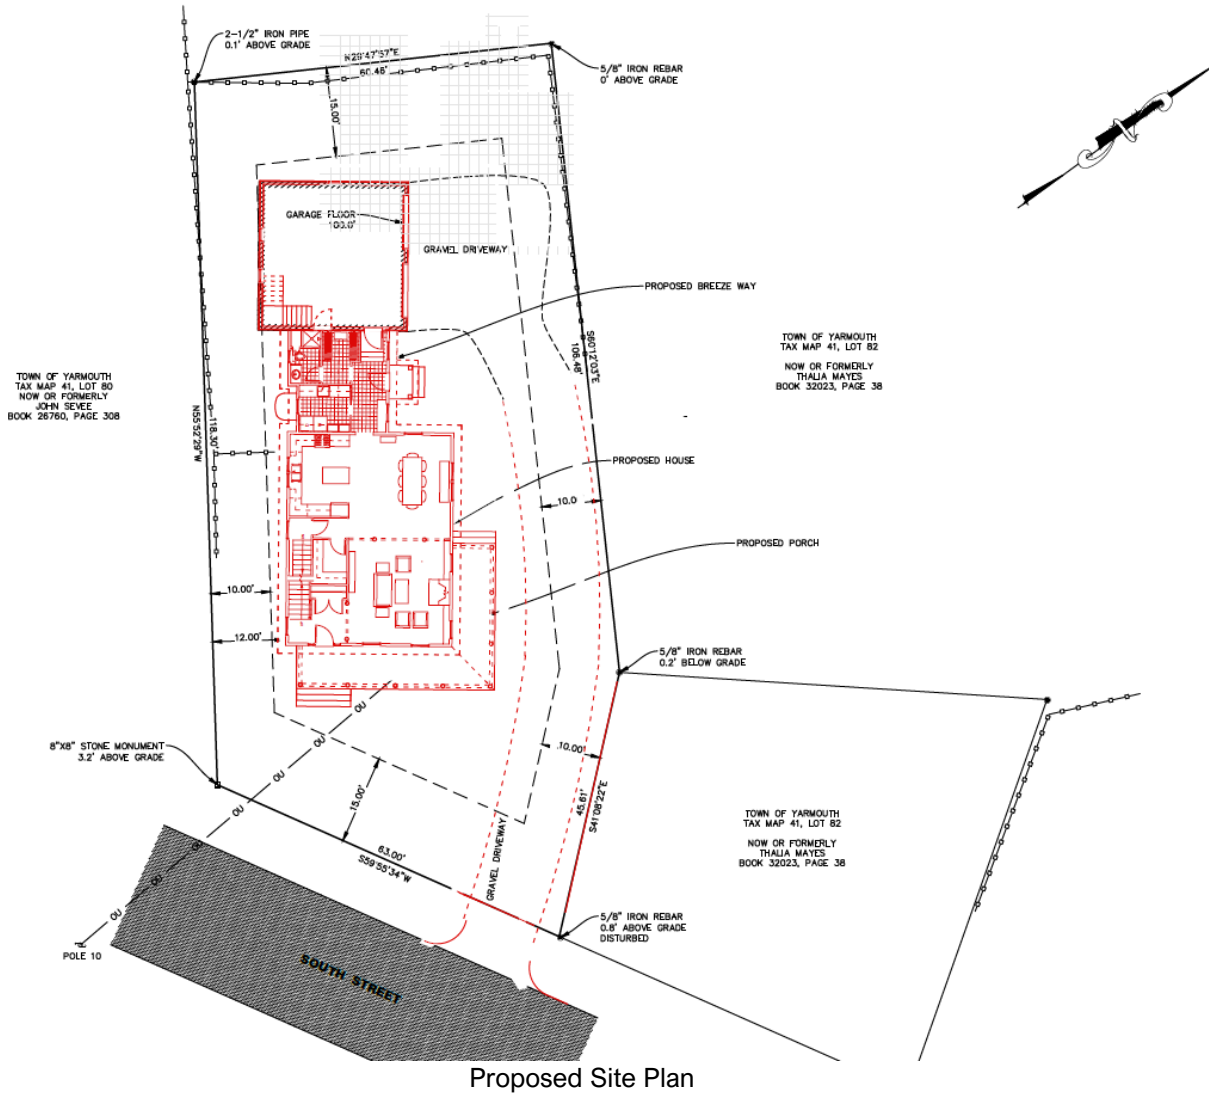 2-1/2" IRON PIPE
0.1' ABOVE GRADE
N29°47'57"E
60.46'
5/8" IRON REBAR
0' ABOVE GRADE
15.00'
N
GARAGE FLOOR
100.0'
GRAVEL DRIVEWAY
PROPOSED BREEZE WAY
S60°12'03"E
106.46'
TOWN OF YARMOUTH
TAX MAP 41, LOT 82
NOW OR FORMERLY
THALIA MAYES
BOOK 32023, PAGE 38
TOWN OF YARMOUTH
TAX MAP 41, LOT 80
NOW OR FORMERLY
JOHN SEVEE
BOOK 26760, PAGE 308
N55°52'29"W
118.30'
PROPOSED HOUSE
10.0
PROPOSED PORCH
10.00'
12.00'
5/8" IRON REBAR
0.2' BELOW GRADE
OU
OU
OU
OU
OU
OU
OU
8"X8" STONE MONUMENT
3.2' ABOVE GRADE
10.00'
15.00'
45.61'
S41°08'22"E
63.00'
S59°55'34"W
GRAVEL DRIVEWAY
TOWN OF YARMOUTH
TAX MAP 41, LOT 82
NOW OR FORMERLY
THALIA MAYES
BOOK 32023, PAGE 38
5/8" IRON REBAR
0.8' ABOVE GRADE
DISTURBED
POLE 10
SOUTH STREET
Proposed Site Plan